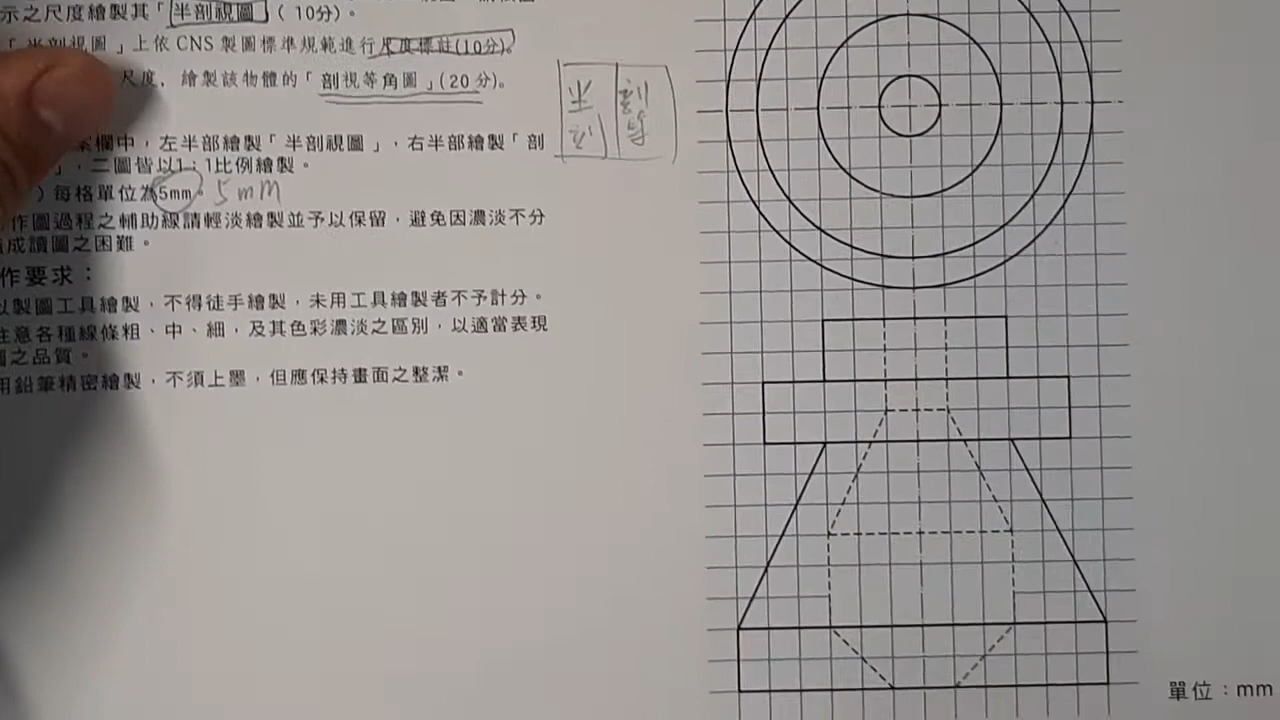 示之尺度繪製其「半剖視圖」( 10分)。
「半剖視圖」上依 CNS 製圖標準規範進行尺度標註(10分)。
尺度，繪製該物體的「剖視等角圖」(20 分)。
欄中，左半部繪製「半剖視圖」，右半部繪製「剖
」，二圖皆以1：1比例繪製。
）每格單位為5mm。 5mm
作圖過程之輔助線請輕淡繪製並予以保留，避免因濃淡不分
成讀圖之困難。
作要求：
以製圖工具繪製，不得徒手繪製，未用工具繪製者不予計分。
注意各種線條粗、中、細，及其色彩濃淡之區別，以適當表現
圖之品質。
用鉛筆精密繪製，不須上墨，但應保持畫面之整潔。
半
剖
剖
等
單位：mm